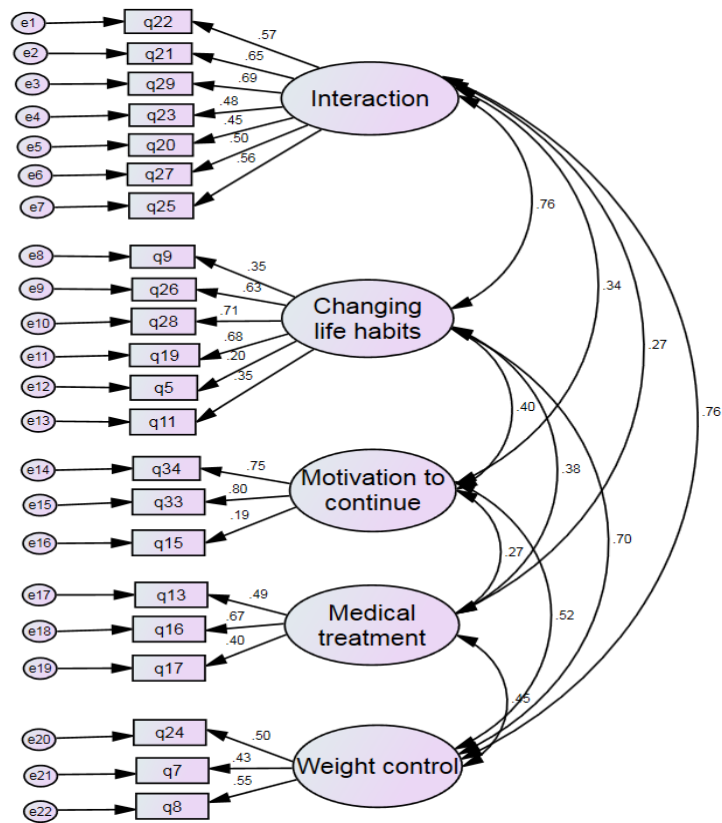 e1
q22
.57
e2
q21
.65
e3
q29
.69
Interaction
e4
q23
.48
e5
q20
.45
e6
q27
.50
e7
q25
.56
.76
e8
q9
.35
e9
q26
.63
.34
Changing
life habits
e10
q28
.71
.27
e11
q19
.68
e12
q5
.20
e13
q11
.35
.40
.76
e14
q34
.75
Motivation to
continue
.38
e15
q33
.80
e16
q15
.19
.27
.70
e17
q13
.49
Medical
treatment
.52
e18
q16
.67
e19
q17
.40
.45
e20
q24
.50
Weight control
e21
q7
.43
e22
q8
.55